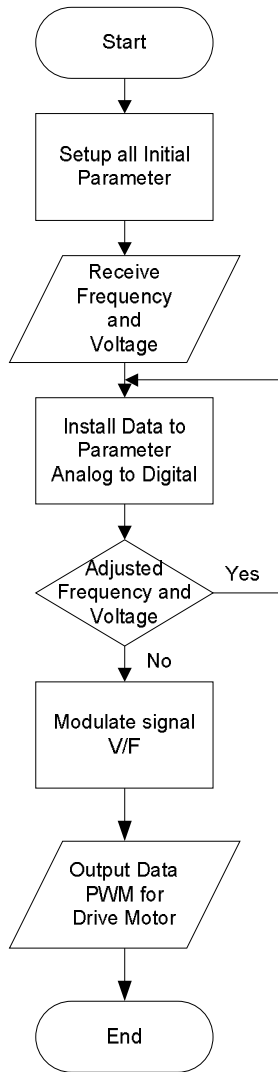 Start
Setup all Initial
Parameter
Receive
Frequency
and
Voltage
Install Data to
Parameter
Analog to Digital
Adjusted
Frequency and
Voltage
Yes
No
Modulate signal
V/F
Output Data
PWM for
Drive Motor
End